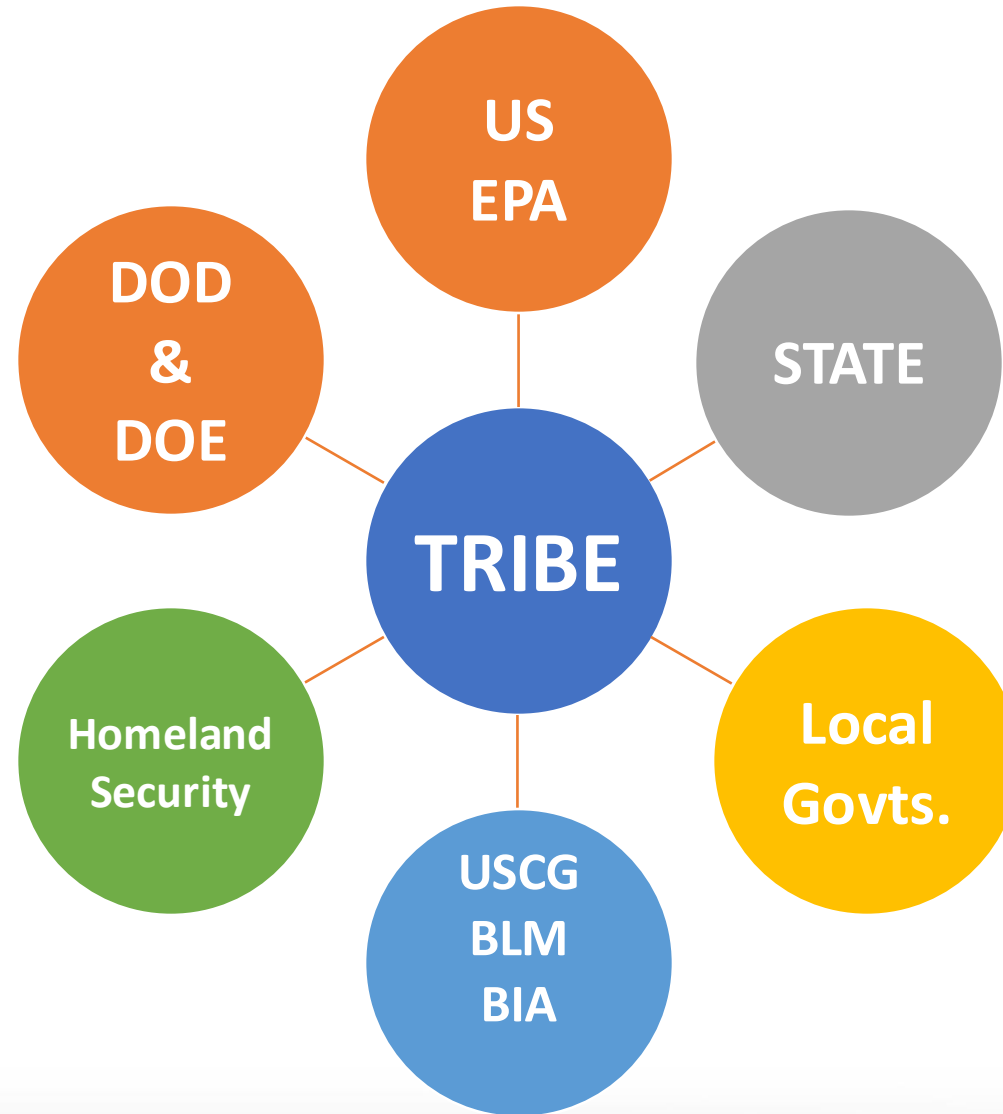 US
EPA
DOD
&
DOE
STATE
TRIBE
Homeland
Security
Local
Govts.
USCG
BLM
BIA